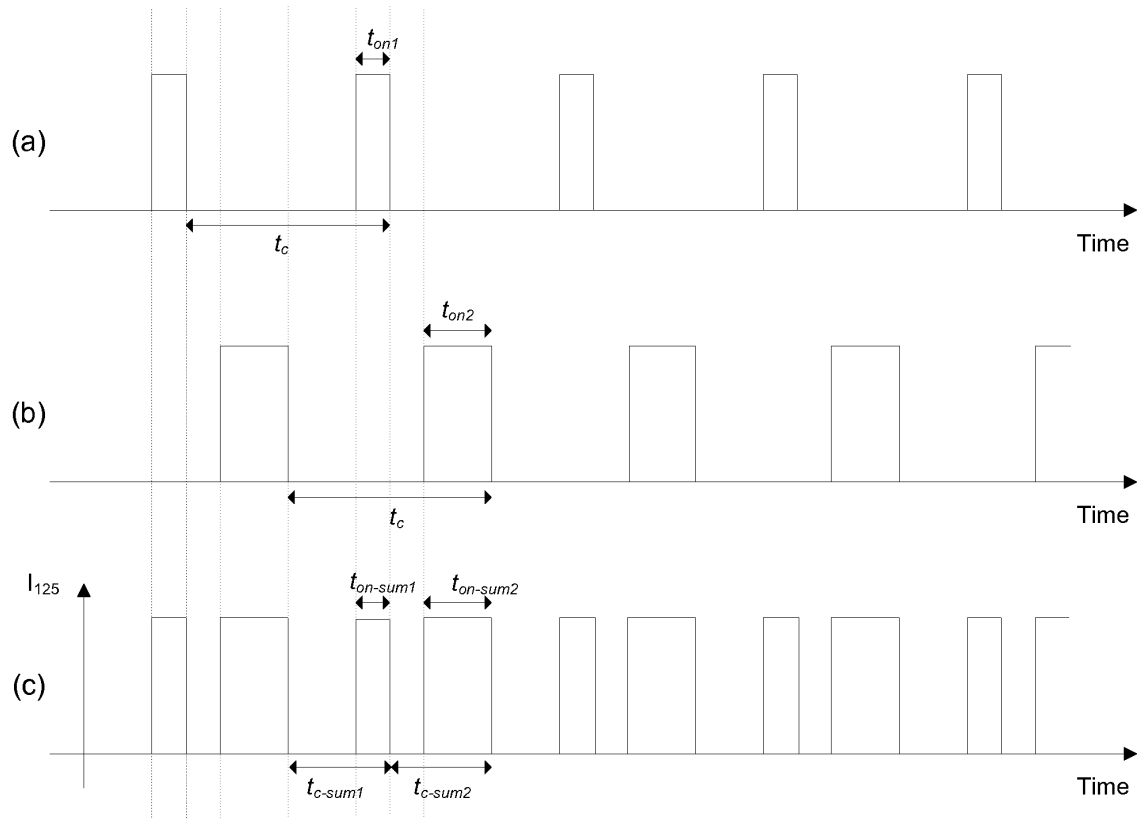 t_on1
(a)
t_c
Time
t_on2
(b)
t_c
Time
I_125
t_on-sum1 t_on-sum2
(c)
t_c-sum1 t_c-sum2 Time